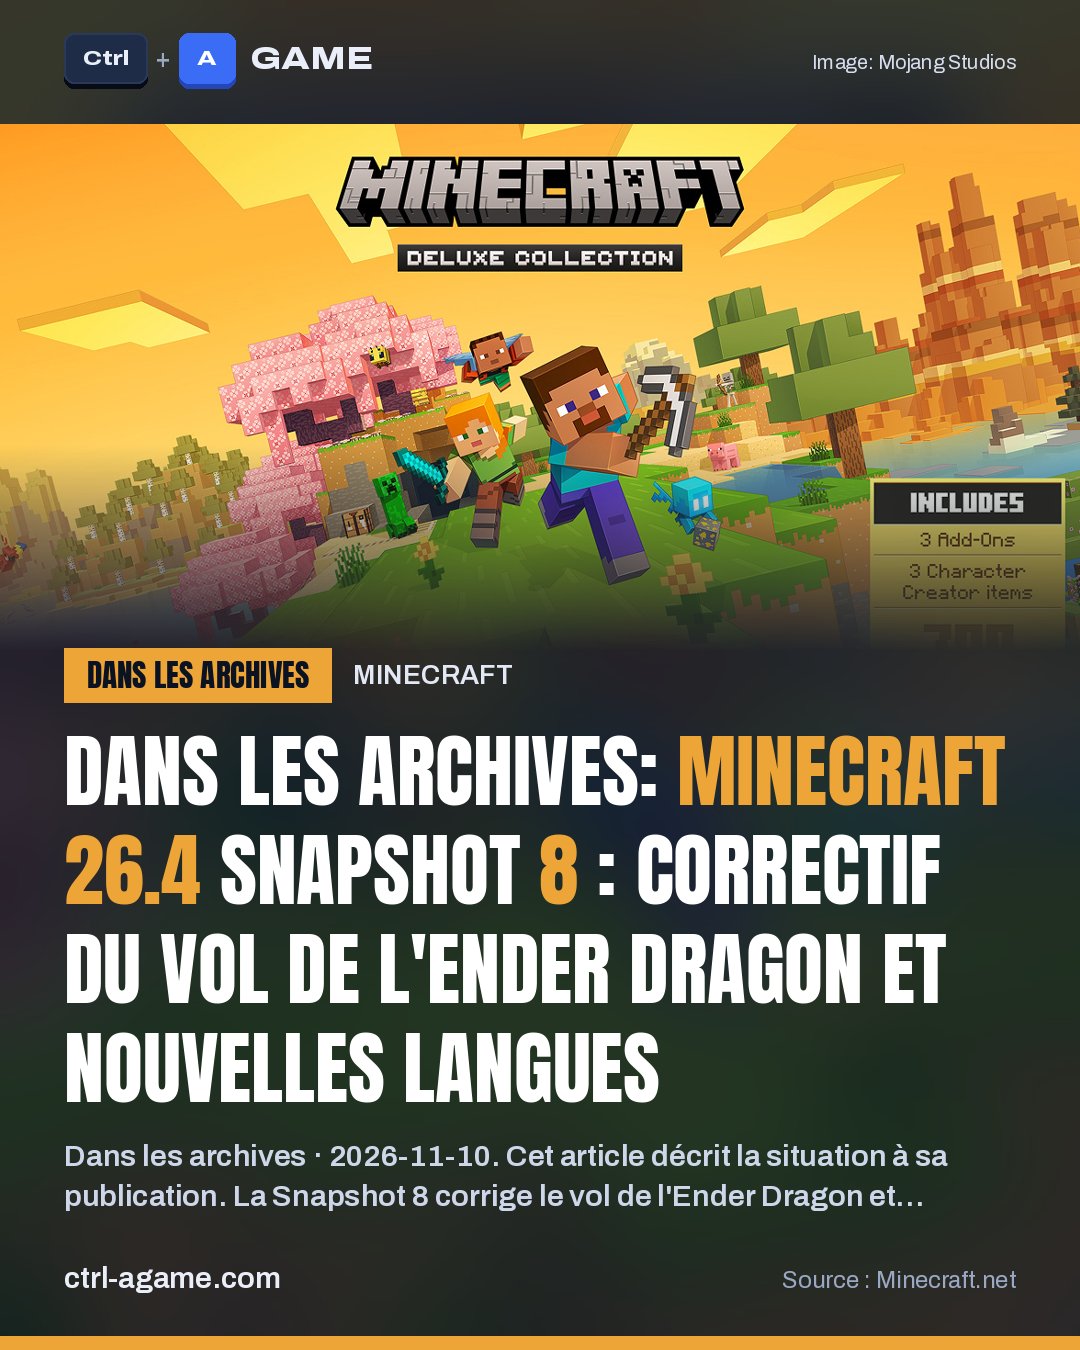 Ctrl + A GAME
Image: Mojang Studios
MINECRAFT
DELUXE COLLECTION
INCLUDES
3 Add-Ons
3 Character
Creator items
DANS LES ARCHIVES MINECRAFT
DANS LES ARCHIVES: MINECRAFT
26.4 SNAPSHOT 8 : CORRECTIF
DU VOL DE L'ENDER DRAGON ET
NOUVELLES LANGUES
Dans les archives · 2026-11-10. Cet article décrit la situation à sa
publication. La Snapshot 8 corrige le vol de l'Ender Dragon et...
ctrl-agame.com
Source : Minecraft.net